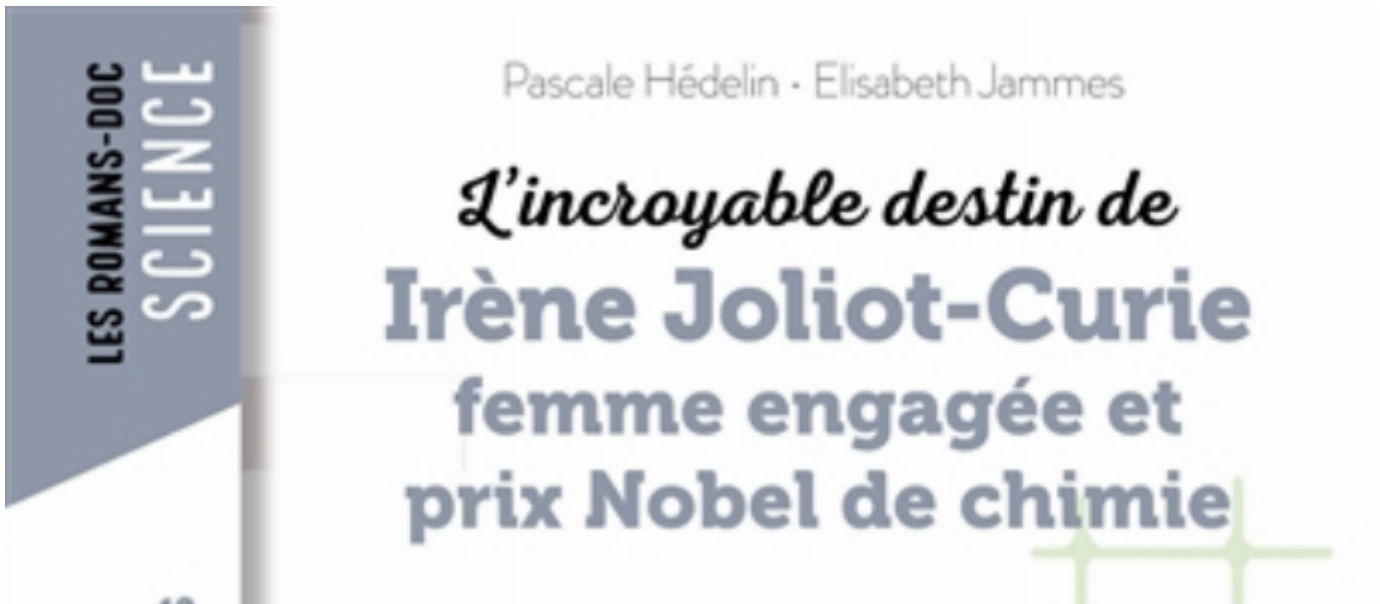 LES ROMANS-DOC
SCIENCE
Pascale Hédelin · Elisabeth Jammes
L'incroyable destin de
Irène Joliot-Curie
femme engagée et
prix Nobel de chimie